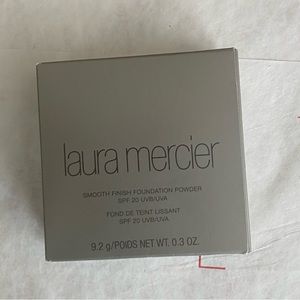 laura mercier
SMOOTH FINISH FOUNDATION POWDER
SPF 20 UVB/UVA
FOND DE TEINT LISSANT
SPF 20 UVB/UVA
9.2 g/POIDS NET WT. 0.3 OZ.